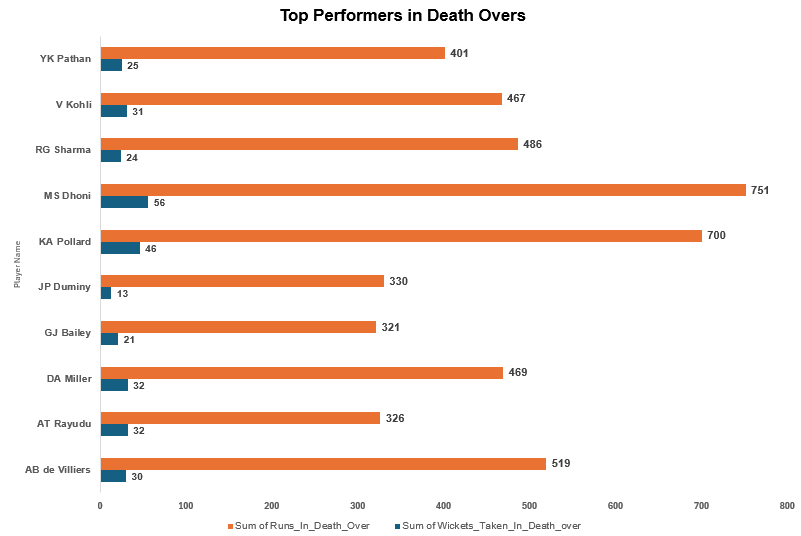 Top Performers in Death Overs
Player Name
YK Pathan
401
25
V Kohli
467
31
RG Sharma
486
24
MS Dhoni
751
56
KA Pollard
700
46
JP Duminy
330
13
GJ Bailey
321
21
DA Miller
469
32
AT Rayudu
326
32
AB de Villiers
519
30
0 100 200 300 400 500 600 700 800
Sum of Runs_In_Death_Over Sum of Wickets_Taken_In_Death_over